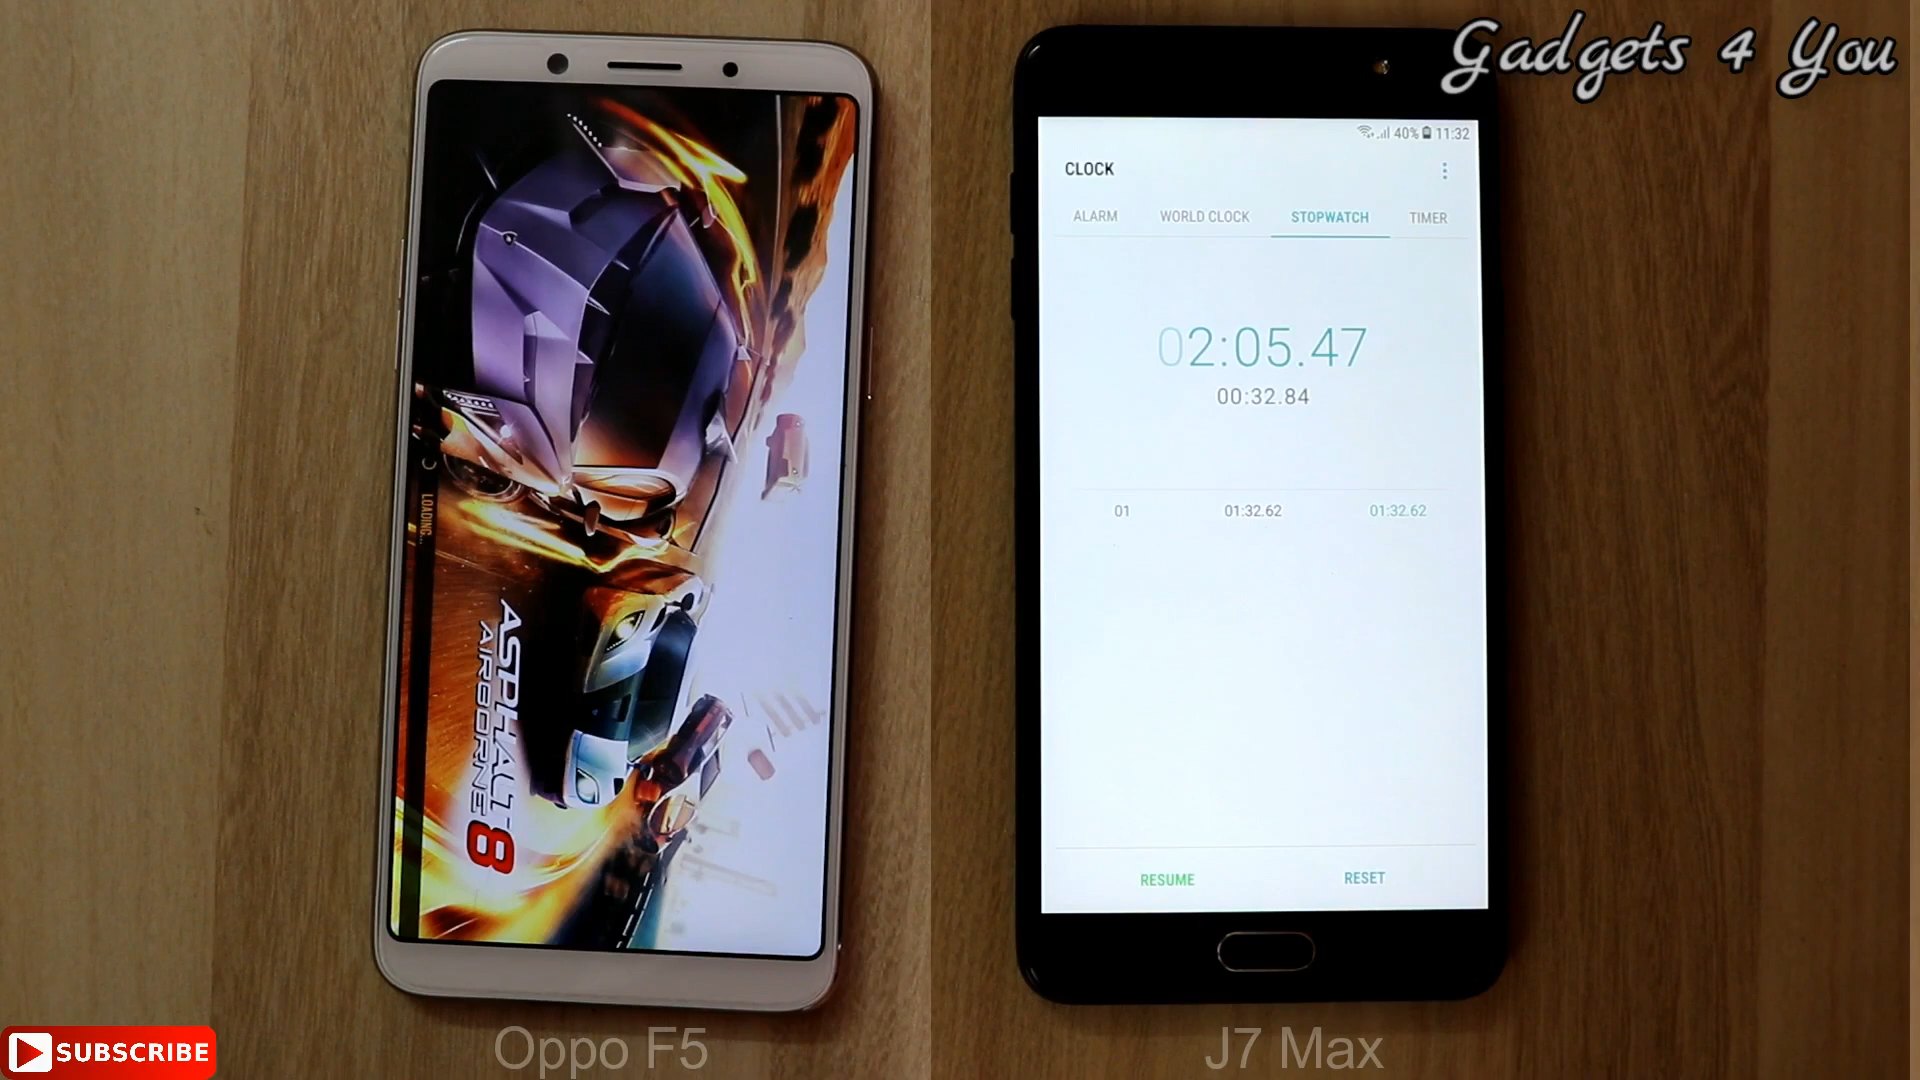 Gadgets 4 You
LOADING...
ASPHALT
AIRBORNE 8
40% 11:32
CLOCK
ALARM WORLD CLOCK STOPWATCH TIMER
02:05.47
00:32.84
01 01:32.62 01:32.62
RESUME RESET
SUBSCRIBE
Oppo F5
J7 Max